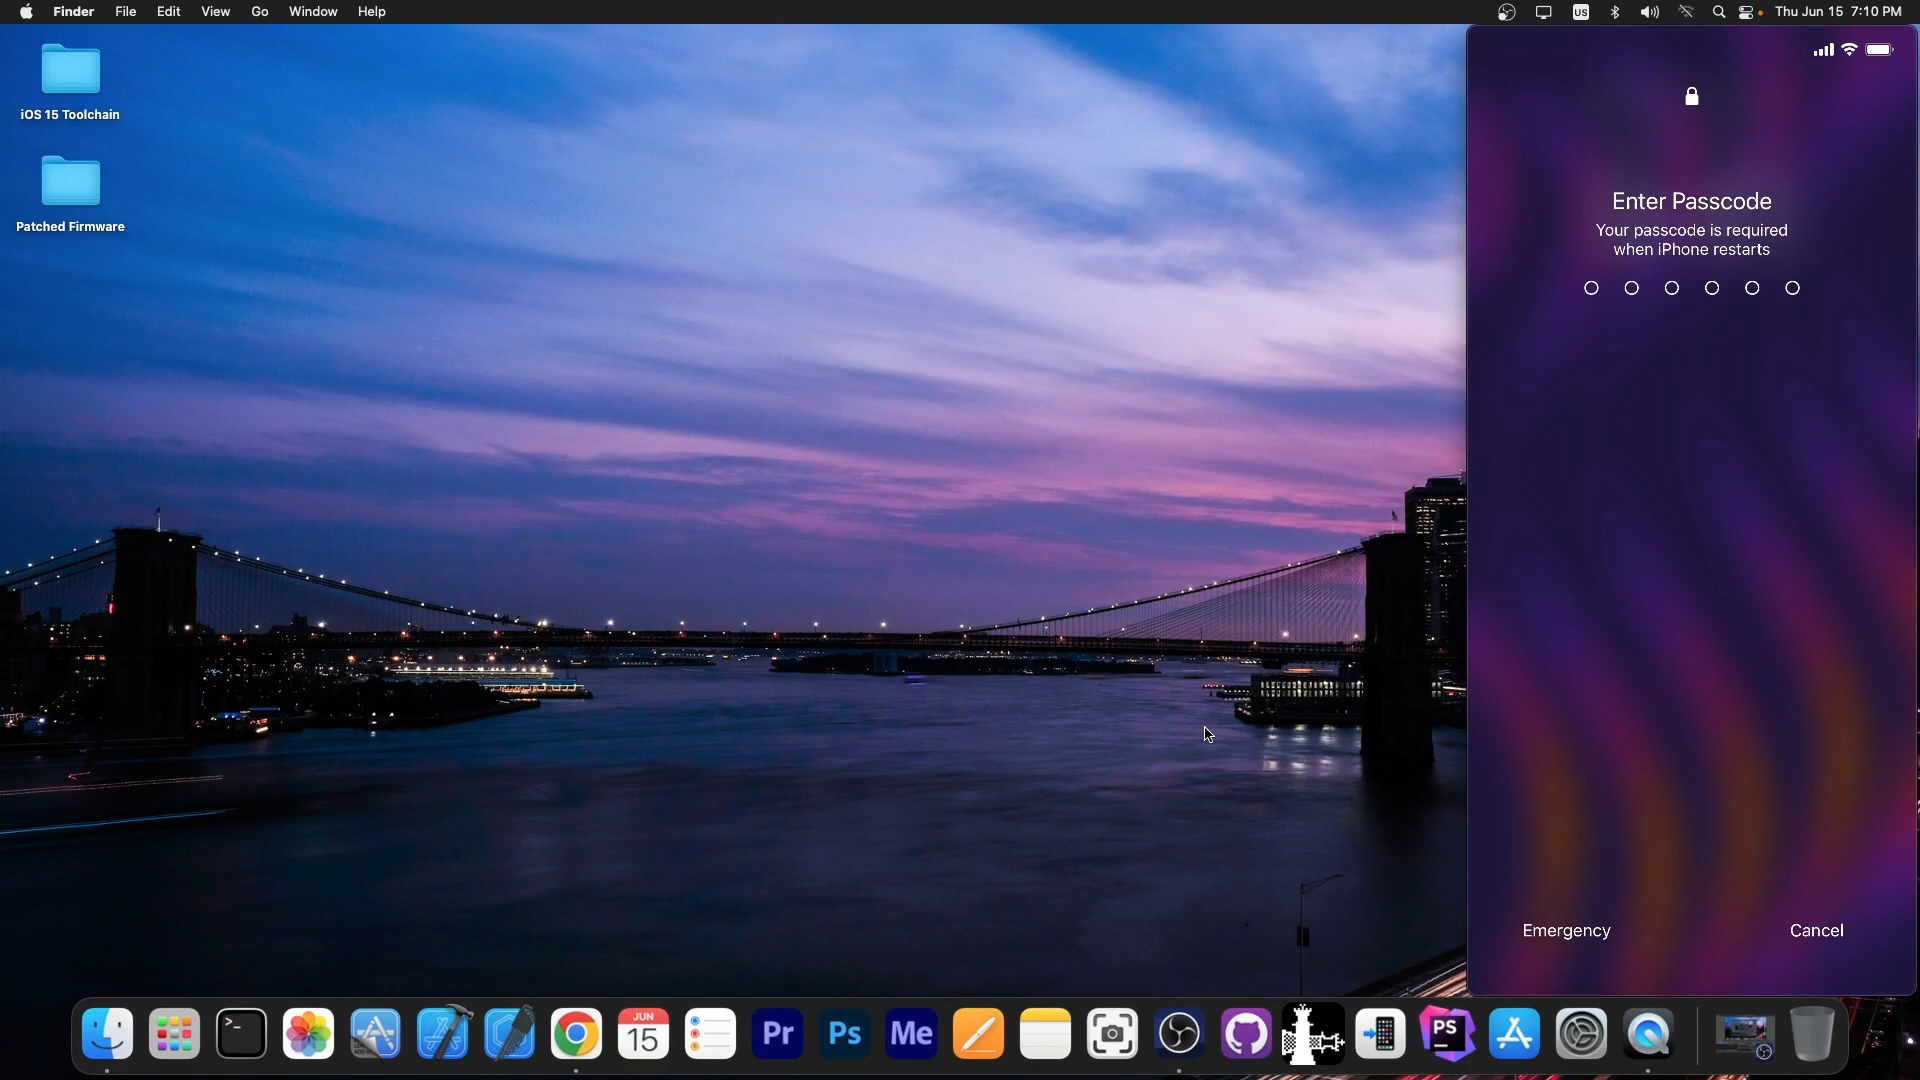 Finder File Edit View Go Window Help
US
Thu Jun 15 7:10 PM
iOS 15 Toolchain
Patched Firmware
Enter Passcode
Your passcode is required
when iPhone restarts
Emergency Cancel
>_
JUN
15
Pr
Ps
Me
PS